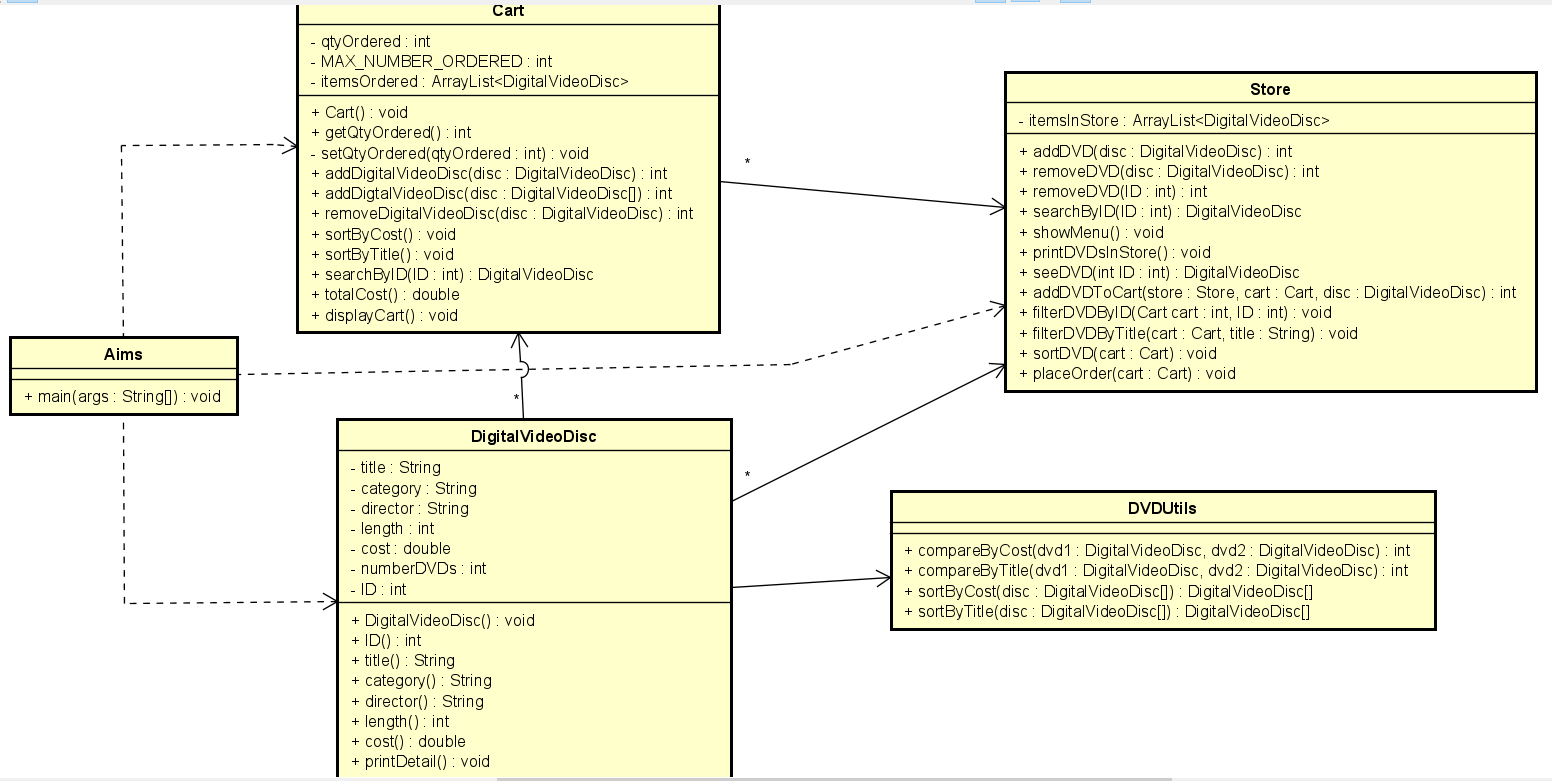 Cart
- qtyOrdered : int
- MAX_NUMBER_ORDERED : int
- itemsOrdered : ArrayList<DigitalVideoDisc>
+ Cart() : void
+ getQtyOrdered() : int
- setQtyOrdered(qtyOrdered : int) : void
+ addDigitalVideoDisc(disc : DigitalVideoDisc) : int
+ addDigtalVideoDisc(disc : DigitalVideoDisc[]) : int
+ removeDigitalVideoDisc(disc : DigitalVideoDisc) : int
+ sortByCost() : void
+ sortByTitle() : void
+ searchByID(ID : int) : DigitalVideoDisc
+ totalCost() : double
+ displayCart() : void
*
Store
- itemsInStore : ArrayList<DigitalVideoDisc>
+ addDVD(disc : DigitalVideoDisc) : int
+ removeDVD(disc : DigitalVideoDisc) : int
+ removeDVD(ID : int) : int
+ searchByID(ID : int) : DigitalVideoDisc
+ showMenu() : void
+ printDVDsInStore() : void
+ seeDVD(int ID : int) : DigitalVideoDisc
+ addDVDToCart(store : Store, cart : Cart, disc : DigitalVideoDisc) : int
+ filterDVDByID(Cart cart : int, ID : int) : void
+ filterDVDByTitle(cart : Cart, title : String) : void
+ sortDVD(cart : Cart) : void
+ placeOrder(cart : Cart) : void
Aims
+ main(args : String[]) : void
*
DigitalVideoDisc
- title : String
- category : String
- director : String
- length : int
- cost : double
- numberDVDs : int
- ID : int
+ DigitalVideoDisc() : void
+ ID() : int
+ title() : String
+ category() : String
+ director() : String
+ length() : int
+ cost() : double
+ printDetail() : void
*
DVDUtils
+ compareByCost(dvd1 : DigitalVideoDisc, dvd2 : DigitalVideoDisc) : int
+ compareByTitle(dvd1 : DigitalVideoDisc, dvd2 : DigitalVideoDisc) : int
+ sortByCost(disc : DigitalVideoDisc[]) : DigitalVideoDisc[]
+ sortByTitle(disc : DigitalVideoDisc[]) : DigitalVideoDisc[]